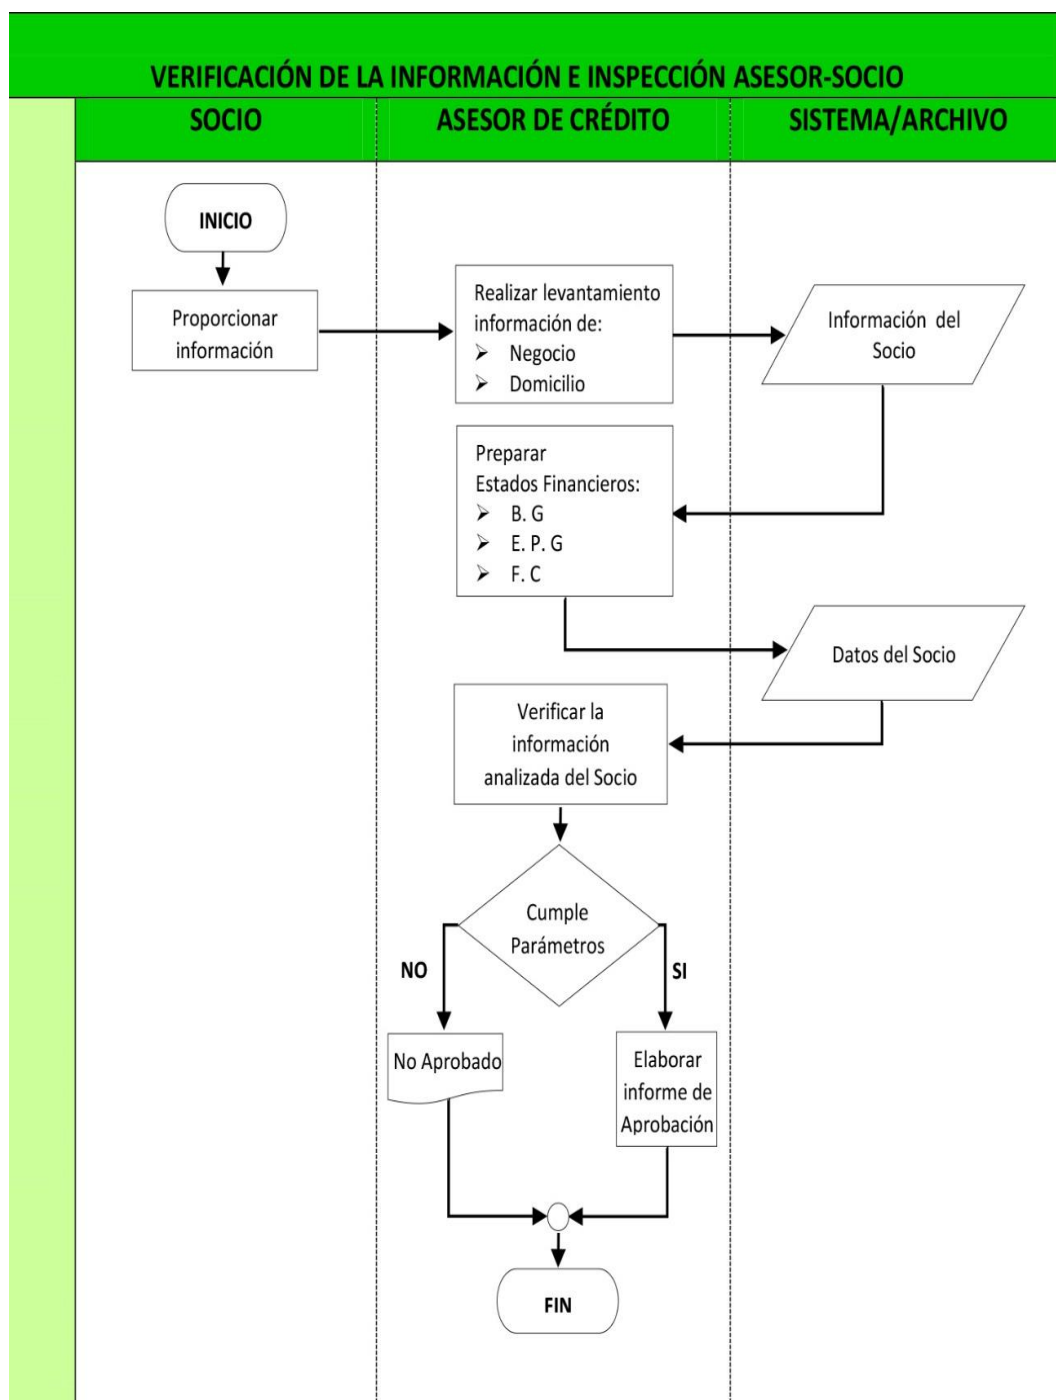 VERIFICACIÓN DE LA INFORMACIÓN E INSPECCIÓN ASESOR-SOCIO
SOCIO
ASESOR DE CRÉDITO
SISTEMA/ARCHIVO
INICIO
Proporcionar
información
Realizar levantamiento
información de:
➢ Negocio
➢ Domicilio
Información del
Socio
Preparar
Estados Financieros:
➢ B. G
➢ E. P. G
➢ F. C
Datos del Socio
Verificar la
información
analizada del Socio
Cumple
Parámetros
NO
SI
No Aprobado
Elaborar
informe de
Aprobación
FIN